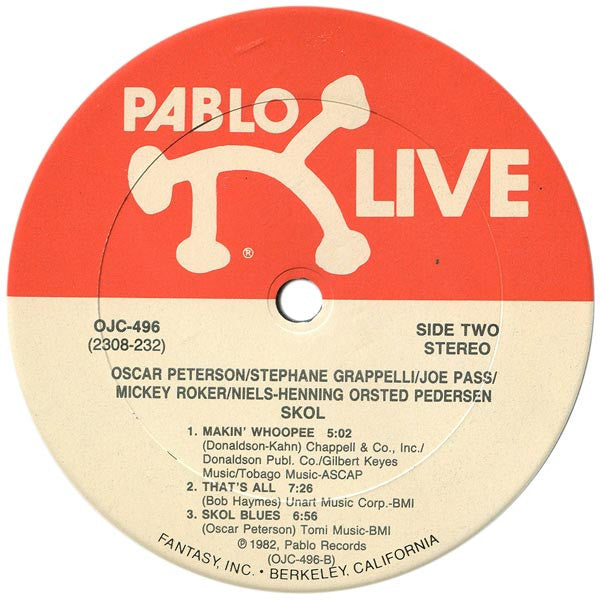 PABLO
LIVE
®
OJC-496
(2308-232)
SIDE TWO
STEREO
OSCAR PETERSON/STEPHANE GRAPPELLI/JOE PASS/
MICKEY ROKER/NIELS-HENNING ORSTED PEDERSEN
SKOL
1. MAKIN' WHOOPEE 5:02
(Donaldson-Kahn) Chappell & Co., Inc./
Donaldson Publ. Co./Gilbert Keyes
Music/Tobago Music-ASCAP
2. THAT'S ALL 7:26
(Bob Haymes) Unart Music Corp.-BMI
3. SKOL BLUES 6:56
(Oscar Peterson) Tomi Music-BMI
℗ 1982, Pablo Records
(OJC-496-B)
FANTASY, INC. • BERKELEY, CALIFORNIA